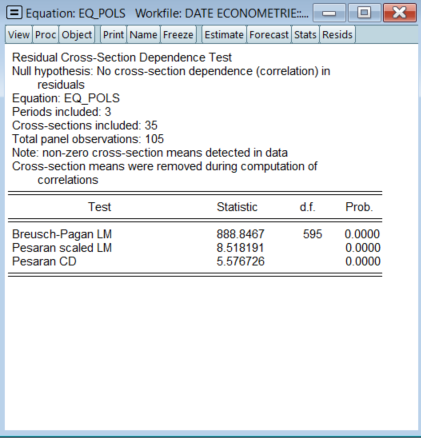 Equation: EQ_POLS Workfile: DATE ECONOMETRIE::...
View Proc Object Print Name Freeze Estimate Forecast Stats Resids
Residual Cross-Section Dependence Test
Null hypothesis: No cross-section dependence (correlation) in
residuals
Equation: EQ_POLS
Periods included: 3
Cross-sections included: 35
Total panel observations: 105
Note: non-zero cross-section means detected in data
Cross-section means were removed during computation of
correlations
Test Statistic d.f. Prob.
Breusch-Pagan LM 888.8467 595 0.0000
Pesaran scaled LM 8.518191 0.0000
Pesaran CD 5.576726 0.0000